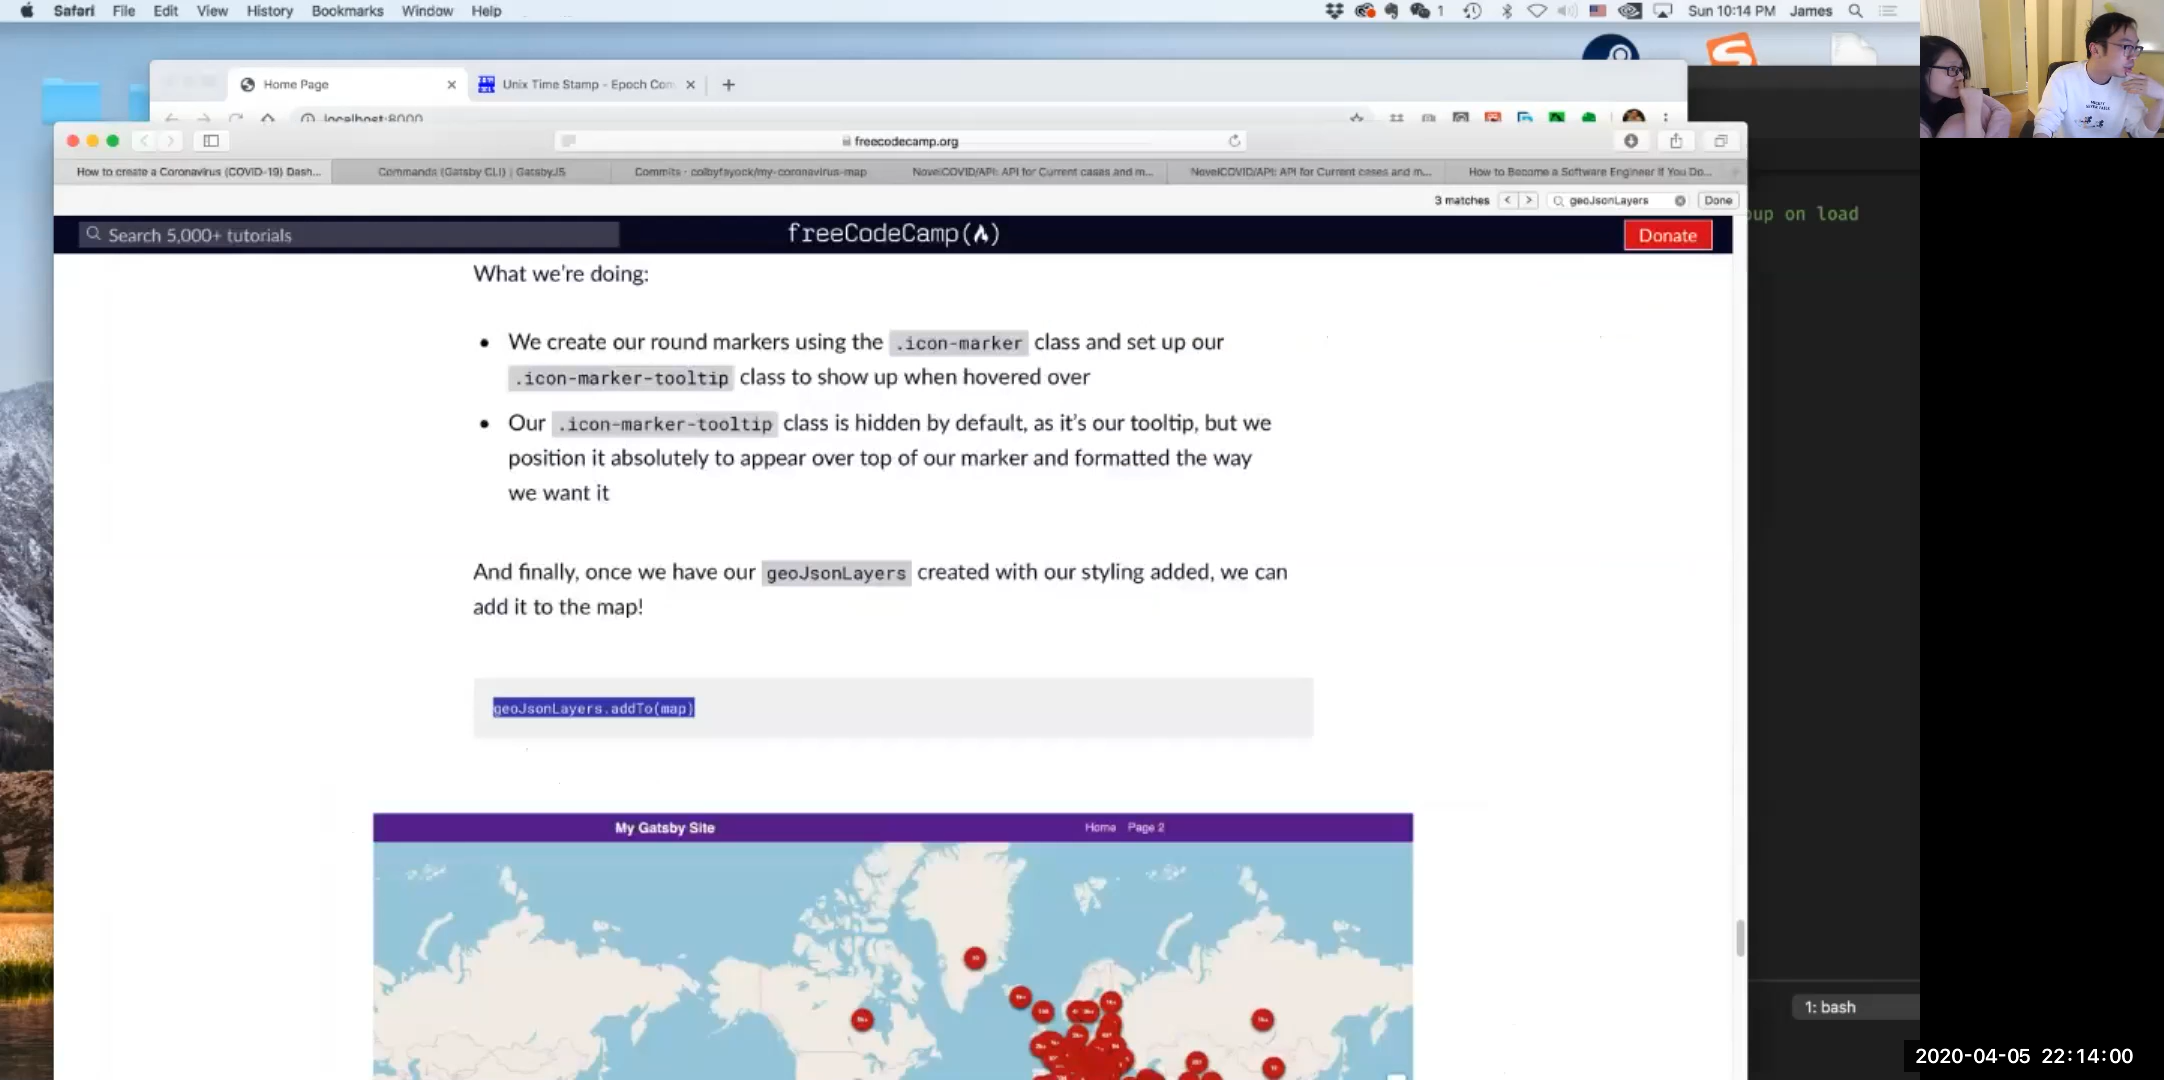 Safari File Edit View History Bookmarks Window Help
1 Sun 10:14 PM James
Home Page
Unix Time Stamp - Epoch Con
localhost:8000
freecodecamp.org
How to create a Coronavirus (COVID-19) Dash...
Commands (Gatsby CLI) | GatsbyJS
Commits · colbyfayock/my-coronavirus-map
NovelCOVID/API: API for Current cases and m...
NovelCOVID/API: API for Current cases and m...
How to Become a Software Engineer if You Do...
3 matches geoJsonLayers Done
oup on load
Search 5,000+ tutorials
freeCodeCamp
Donate
What we're doing:
• We create our round markers using the .icon-marker class and set up our
.icon-marker-tooltip class to show up when hovered over
• Our .icon-marker-tooltip class is hidden by default, as it's our tooltip, but we
position it absolutely to appear over top of our marker and formatted the way
we want it
And finally, once we have our geoJsonLayers created with our styling added, we can
add it to the map!
geoJsonLayers.addTo(map)
My Gatsby Site Home Page 2
1: bash
2020-04-05 22:14:00